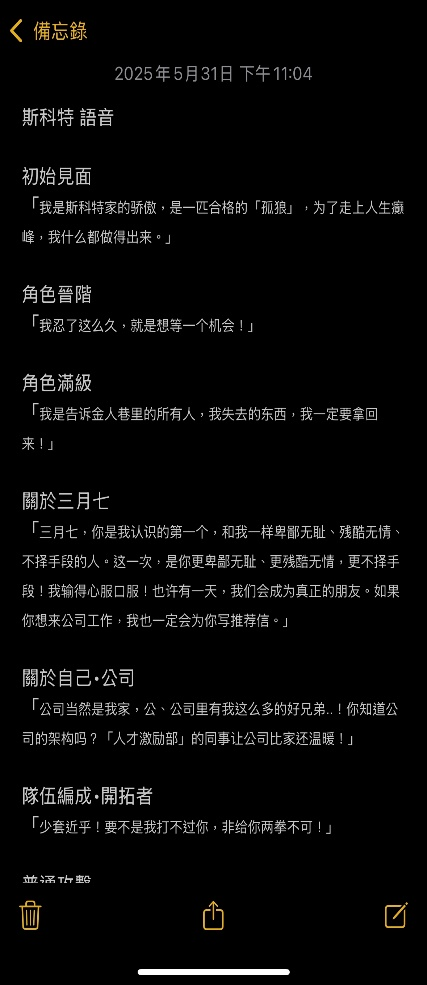 備忘錄
2025年5月31日 下午11:04
斯科特 語音
初始見面
「我是斯科特家的骄傲，是一匹合格的「孤狼」，为了走上人生巅
峰，我什么都做得出来。」
角色晉階
「我忍了这么久，就是想等一个机会！」
角色滿級
「我是告诉金人巷里的所有人，我失去的东西，我一定要拿回
来！」
關於三月七
「三月七，你是我认识的第一个，和我一样卑鄙无耻、残酷无情、
不择手段的人。这一次，是你更卑鄙无耻、更残酷无情，更不择手
段！我输得心服口服！也许有一天，我们会成为真正的朋友。如果
你想来公司工作，我也一定会为你写推荐信。」
關於自己•公司
「公司当然是我家，公、公司里有我这么多的好兄弟..！你知道公
司的架构吗？「人才激励部」的同事让公司比家还温暖！」
隊伍編成•開拓者
「少套近乎！要不是我打不过你，非给你两拳不可！」
普通攻擊